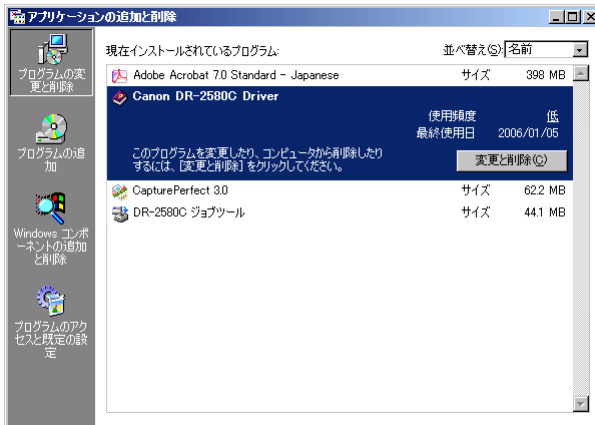 アプリケーションの追加と削除
プログラムの変
更と削除
プログラムの追
加
Windows コンポ
ーネントの追加
と削除
プログラムのアク
セスと既定の設
定
現在インストールされているプログラム: 並べ替え(S): 名前
Adobe Acrobat 7.0 Standard - Japanese サイズ 398 MB
Canon DR-2580C Driver
使用頻度 低
最終使用日 2006/01/05
このプログラムを変更したり、コンピュータから削除したり
するには、[変更と削除] をクリックしてください。 変更と削除(C)
CapturePerfect 3.0 サイズ 62.2 MB
DR-2580C ジョブツール サイズ 44.1 MB